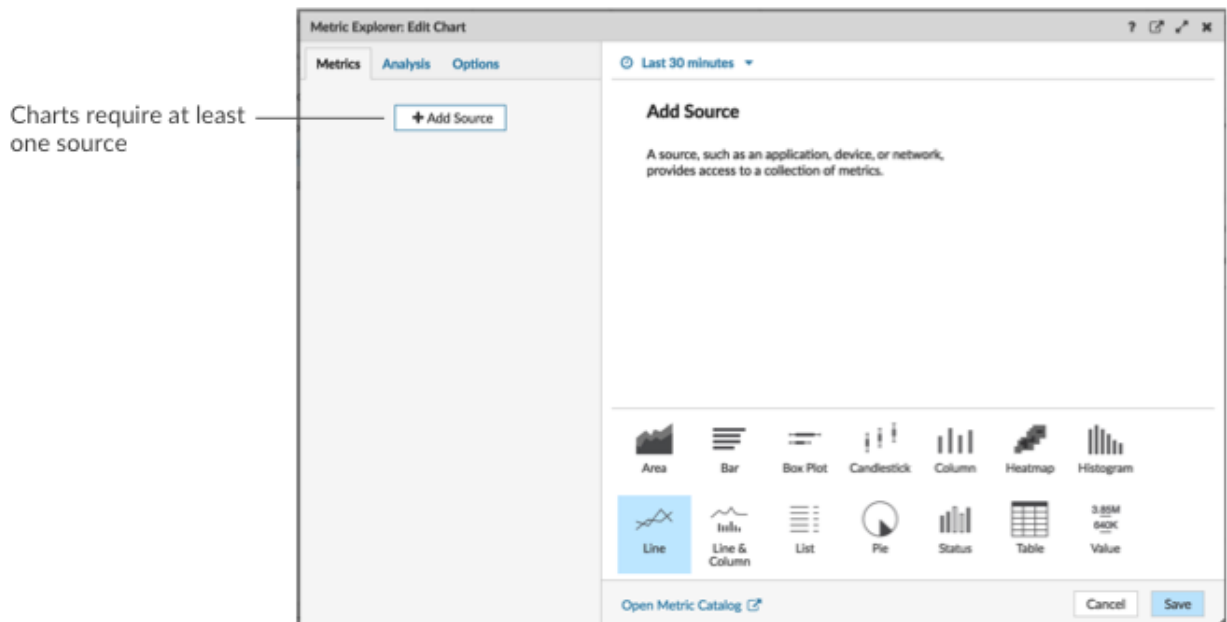 Metric Explorer: Edit Chart
?
Metrics Analysis Options
Last 30 minutes
Charts require at least
one source
+ Add Source
Add Source
A source, such as an application, device, or network,
provides access to a collection of metrics.
Area Bar Box Plot Candlestick Column Heatmap Histogram
3.85M
640K
Line Line & Column List Pie Status Table Value
Open Metric Catalog
Cancel Save